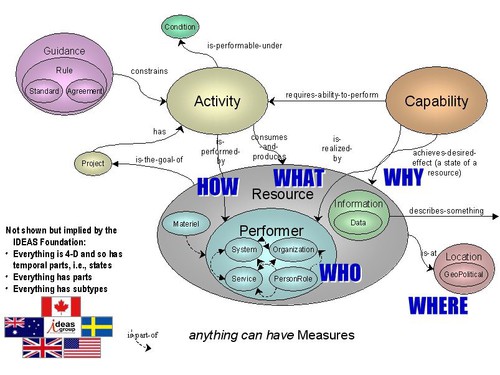 Condition
is-performable-under
Guidance
Rule
Standard
Agreement
constrains
Activity
requires-ability-to-perform
Capability
has
is-
performed-
by
consumes
and-
produces
is-
realized-
by
achieves-desired-
effect (a state of a
resource)
Project
is-the-goal-of
HOW
WHAT
WHY
Resource
Information
Data
describes-something
Materiel
Performer
System
Organization
Service
PersonRole
WHO
is-at
Location
GeoPolitical
WHERE
Not shown but implied by the
IDEAS Foundation:
• Everything is 4-D and so has
temporal parts, i.e., states
• Everything has parts
• Everything has subtypes
ideas
group
is-part-of
anything can have Measures